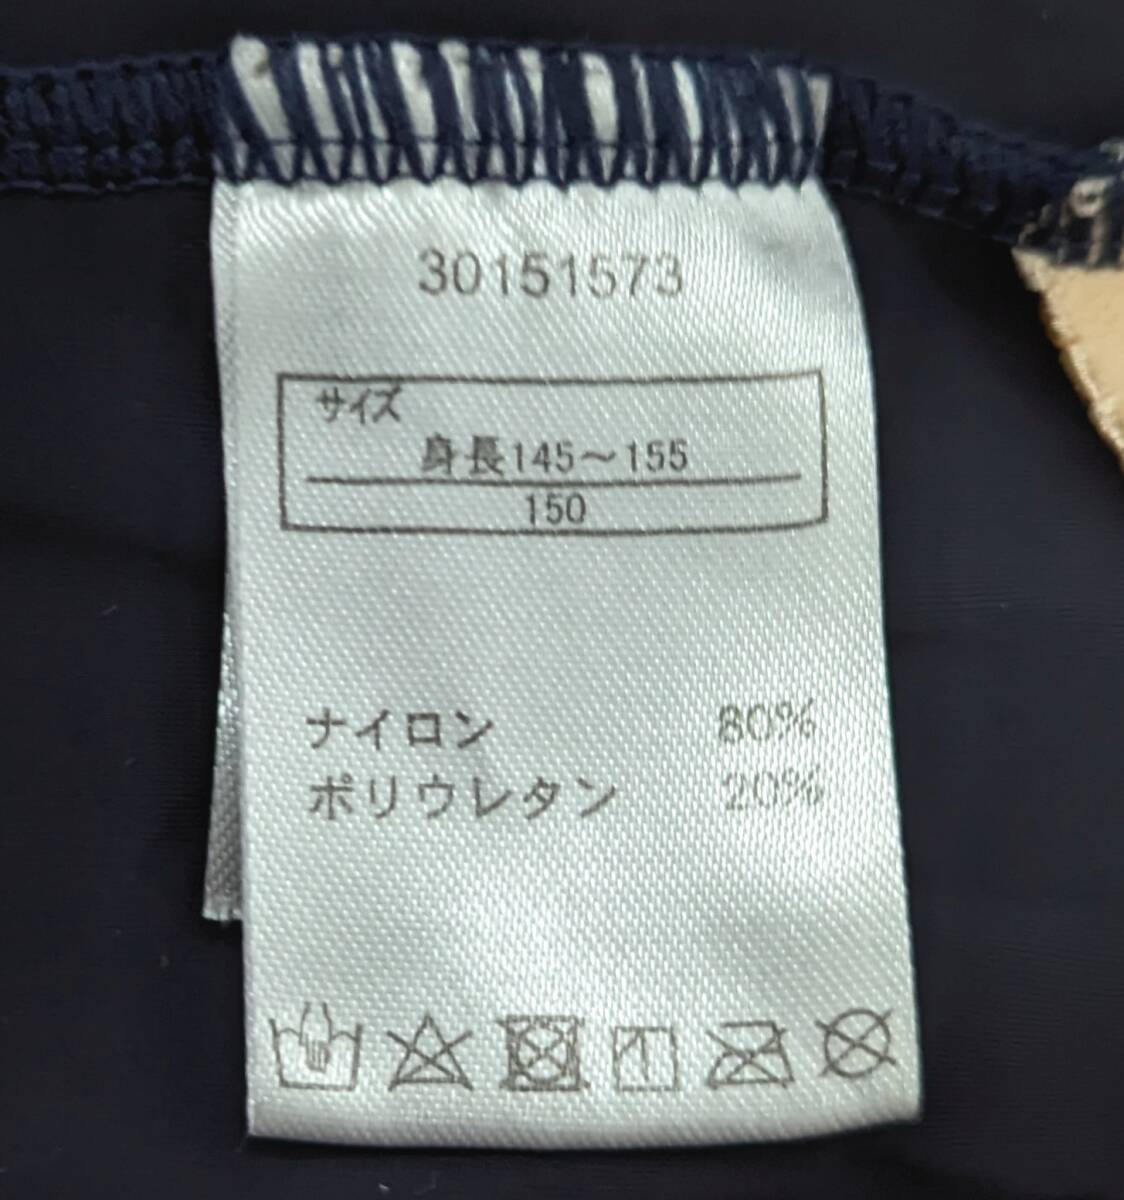 30151573
サイズ
身長145～155
150
ナイロン 80%
ポリウレタン 20%